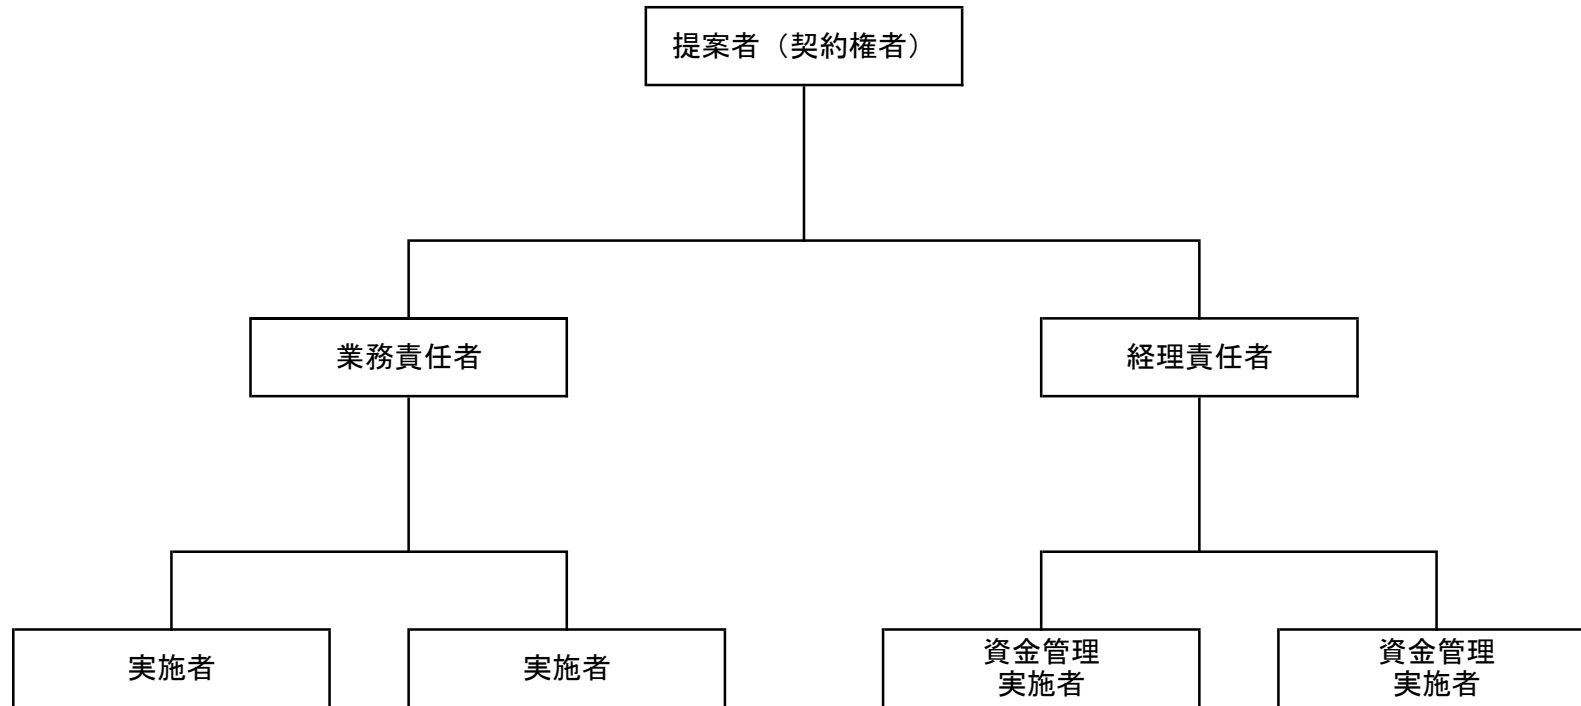 提案者（契約権者）
業務責任者
経理責任者
実施者
実施者
資金管理
実施者
資金管理
実施者